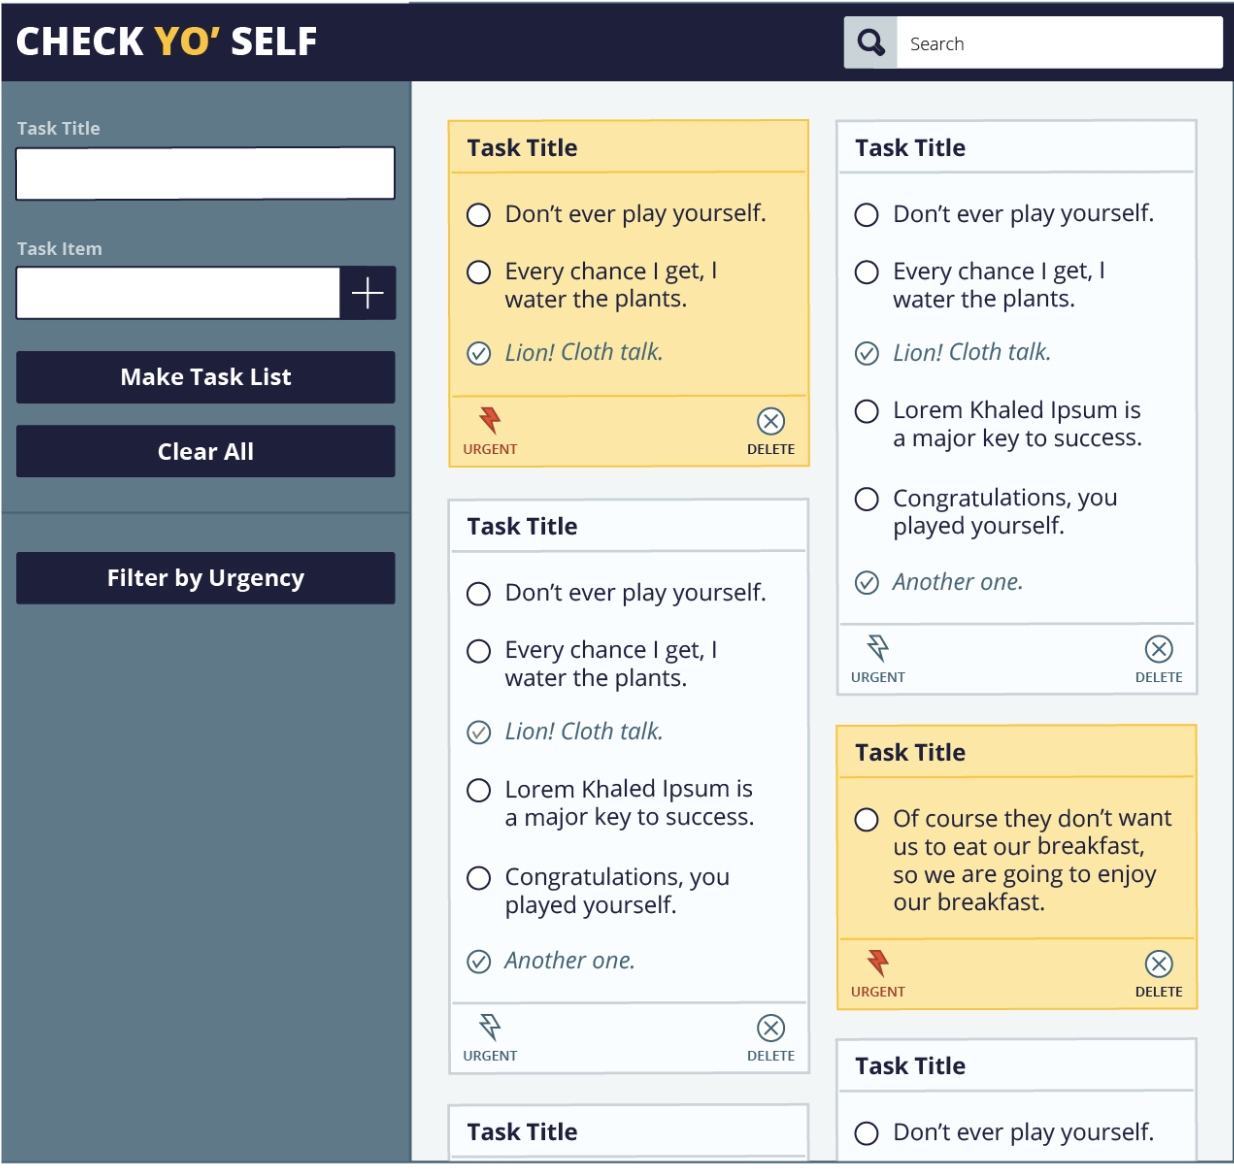 CHECK YO’ SELF
Search
Task Title
Task Item
Make Task List
Clear All
Filter by Urgency
Task Title
Don’t ever play yourself.
Every chance I get, I
water the plants.
Lion! Cloth talk.
URGENT
DELETE
Task Title
Don’t ever play yourself.
Every chance I get, I
water the plants.
Lion! Cloth talk.
Lorem Khaled Ipsum is
a major key to success.
Congratulations, you
played yourself.
Another one.
URGENT
DELETE
Task Title
Task Title
Don’t ever play yourself.
Every chance I get, I
water the plants.
Lion! Cloth talk.
Lorem Khaled Ipsum is
a major key to success.
Congratulations, you
played yourself.
Another one.
URGENT
DELETE
Task Title
Of course they don’t want
us to eat our breakfast,
so we are going to enjoy
our breakfast.
URGENT
DELETE
Task Title
Don’t ever play yourself.